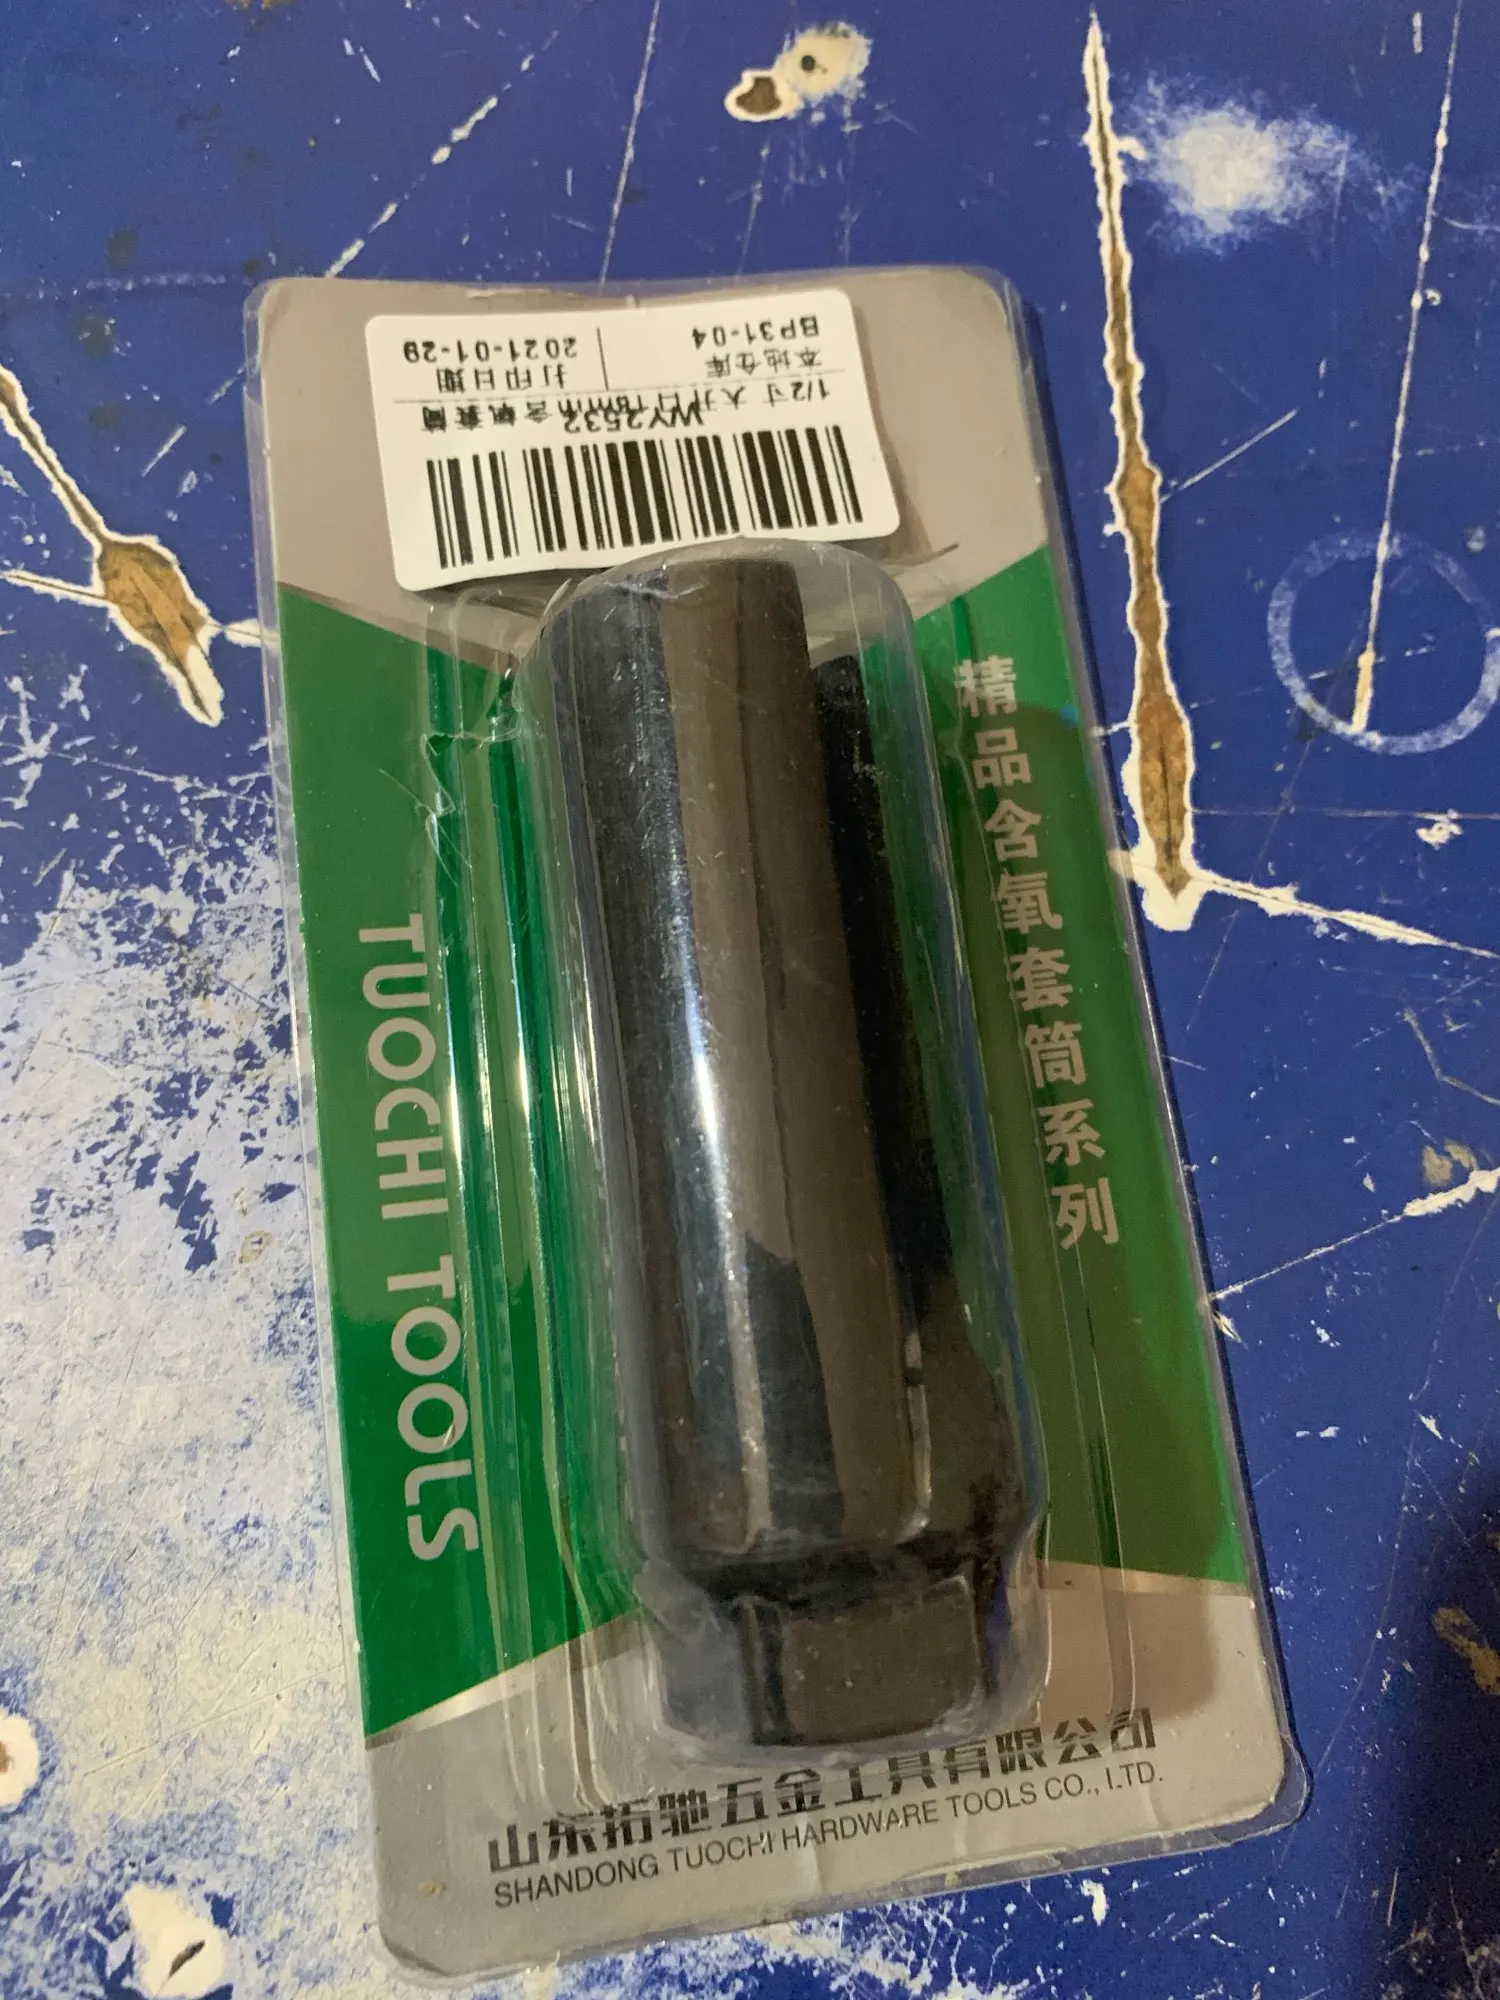 WY2532
1/2寸 大开口18mm含氧套筒
本地仓库
打印日期
BP31-04
2021-01-29
精品含氧套筒系列
TUOCHI TOOLS
山东拓驰五金工具有限公司
SHANDONG TUOCHI HARDWARE TOOLS CO., LTD.